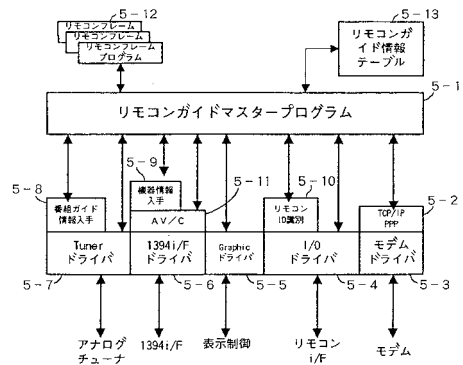 5-12
リモコンフレーム
リモコンフレーム
リモコンフレーム
プログラム
5-13
リモコンガ
イド情報
テーブル
5-1
リモコンガイドマスタープログラム
5-8
番組ガイド
情報入手
5-9
機器情報
入手
5-11
AV/C
5-10
リモコン
ID識別
5-2
TCP/IP
PPP
Tuner
ドライバ
1394i/F
ドライバ
Graphic
ドライバ
I/O
ドライバ
モデム
ドライバ
5-7
5-6
5-5
5-4
5-3
アナログ
チューナ
1394i/F
表示制御
リモコン
i/F
モデム